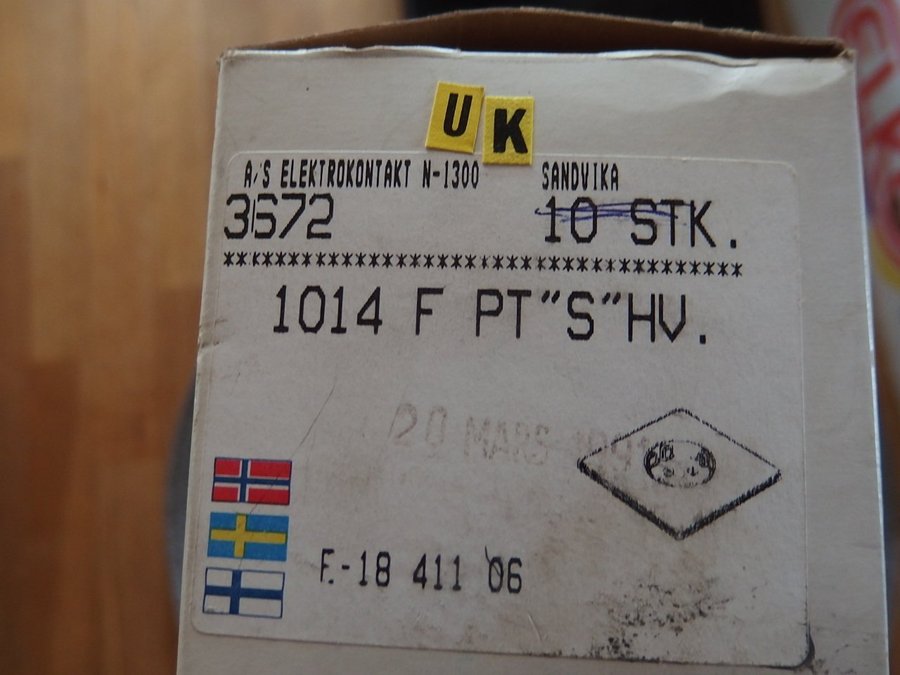 UK
A/S ELEKTROKONTAKT N-1300 SANDVIKA
3672 10 STK.
*******************************************
1014 F PT"S"HV.
20 MARS
F.-18 411 06